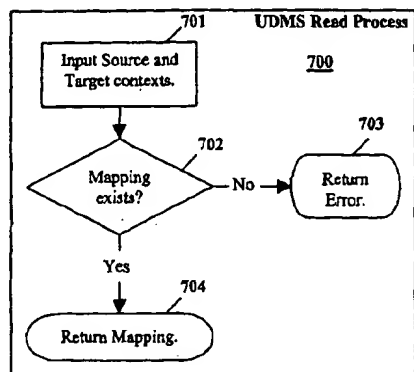 701
UDMS Read Process
700
Input Source and
Target contexts.
702
703
Mapping
exists?
No
Return
Error.
Yes
704
Return Mapping.